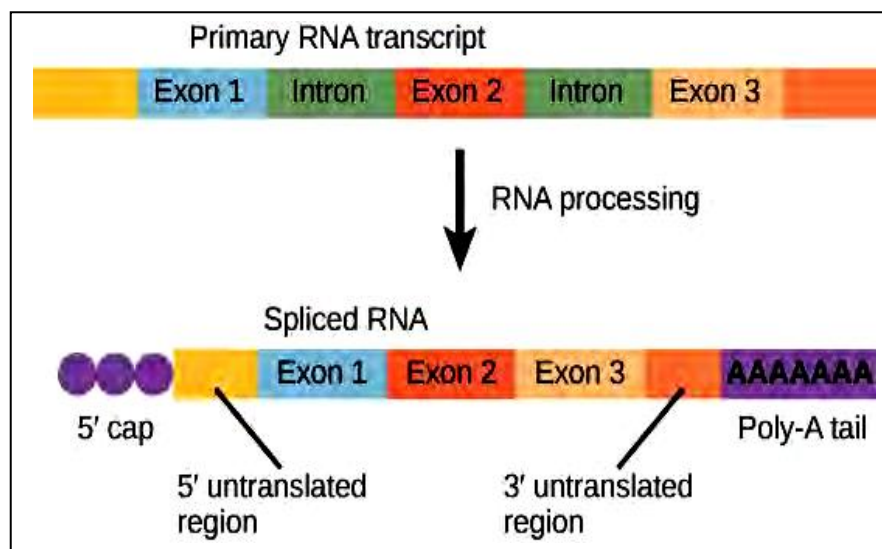 Primary RNA transcript
Exon 1 Intron Exon 2 Intron Exon 3
RNA processing
Spliced RNA
Exon 1 Exon 2 Exon 3 AAAAAAA
5′ cap
Poly-A tail
5′ untranslated
region
3′ untranslated
region